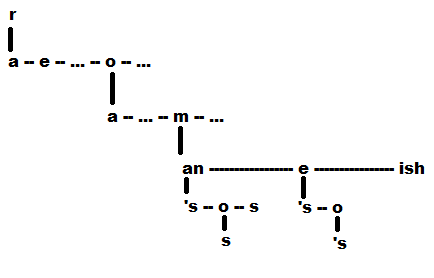 r
a -- e -- ... -- o -- ...
a -- ... -- m -- ...
an ---------------- e --------------- ish
's -- o -- s 's -- o
s 's